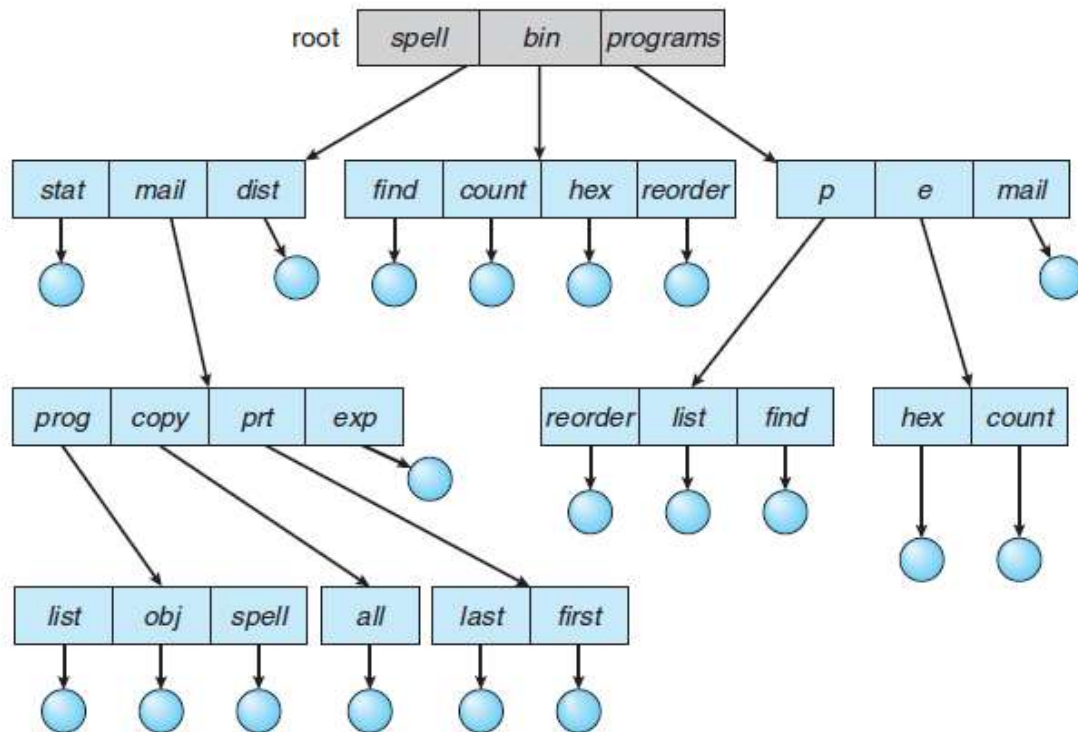 root spell bin programs
stat mail dist find count hex reorder p e mail
prog copy prt exp reorder list find hex count
list obj spell all last first